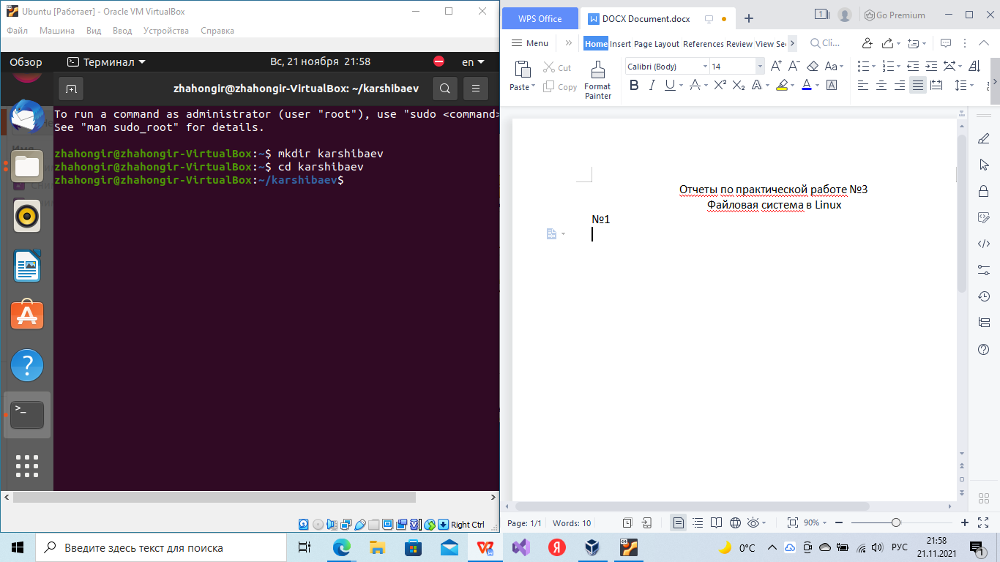 Ubuntu [Работает] - Oracle VM VirtualBox
Файл Машина Вид Ввод Устройства Справка
Обзор Терминал Вс, 21 ноября 21:58 en
zhahongir@zhahongir-VirtualBox: ~/karshibaev
To run a command as administrator (user "root"), use "sudo <command>
See "man sudo_root" for details.
zhahongir@zhahongir-VirtualBox:~$ mkdir karshibaev
zhahongir@zhahongir-VirtualBox:~$ cd karshibaev
zhahongir@zhahongir-VirtualBox:~/karshibaev$
Right Ctrl
WPS Office DOCX Document.docx Go Premium
Menu Home Insert Page Layout References Review View Sec Cli...
Paste Cut Copy Format Painter
Calibri (Body) 14
Отчеты по практической работе №3
Файловая система в Linux
№1
Page: 1/1 Words: 10 90%
Введите здесь текст для поиска
0°C РУС 21:58
21.11.2021
1